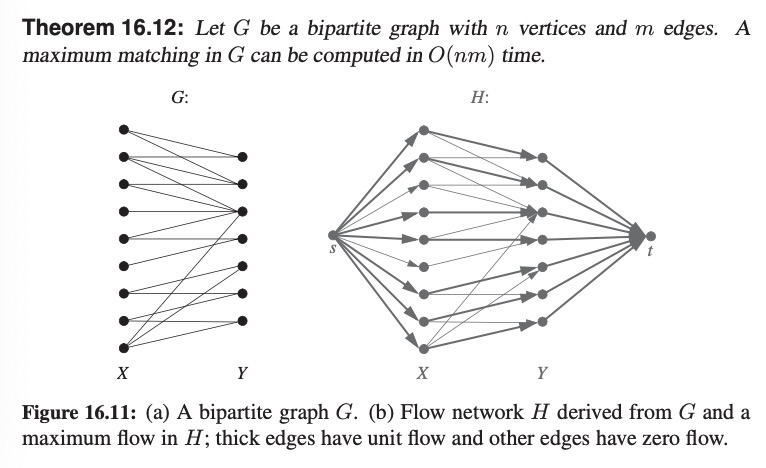 Theorem 16.12: Let G be a bipartite graph with n vertices and m edges. A
maximum matching in G can be computed in O(nm) time.
G:
H:
s
t
X
Y
X
Y
Figure 16.11: (a) A bipartite graph G. (b) Flow network H derived from G and a
maximum flow in H; thick edges have unit flow and other edges have zero flow.